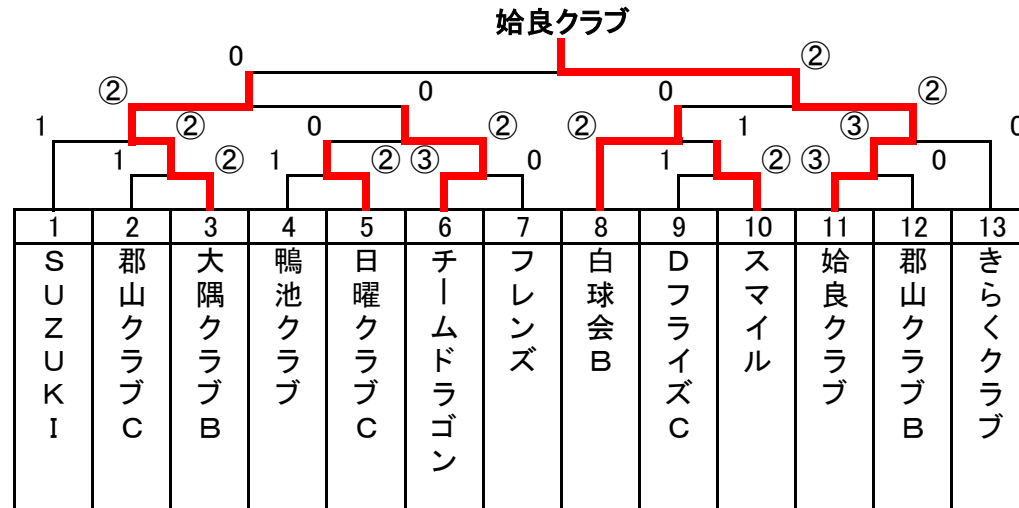 姶良クラブ
0 ②
② 0 0 ②
1 ② 0 ② ② 1 ③ 0
1 ② 1 ② ③ 0 1 ② ③ 0
1 2 3 4 5 6 7 8 9 10 11 12 13
SUZUKI
郡山クラブC
大隅クラブB
鴨池クラブ
日曜クラブC
チームドラゴン
フレンズ
白球会B
DフライズC
スマイル
姶良クラブ
郡山クラブB
きらくクラブ